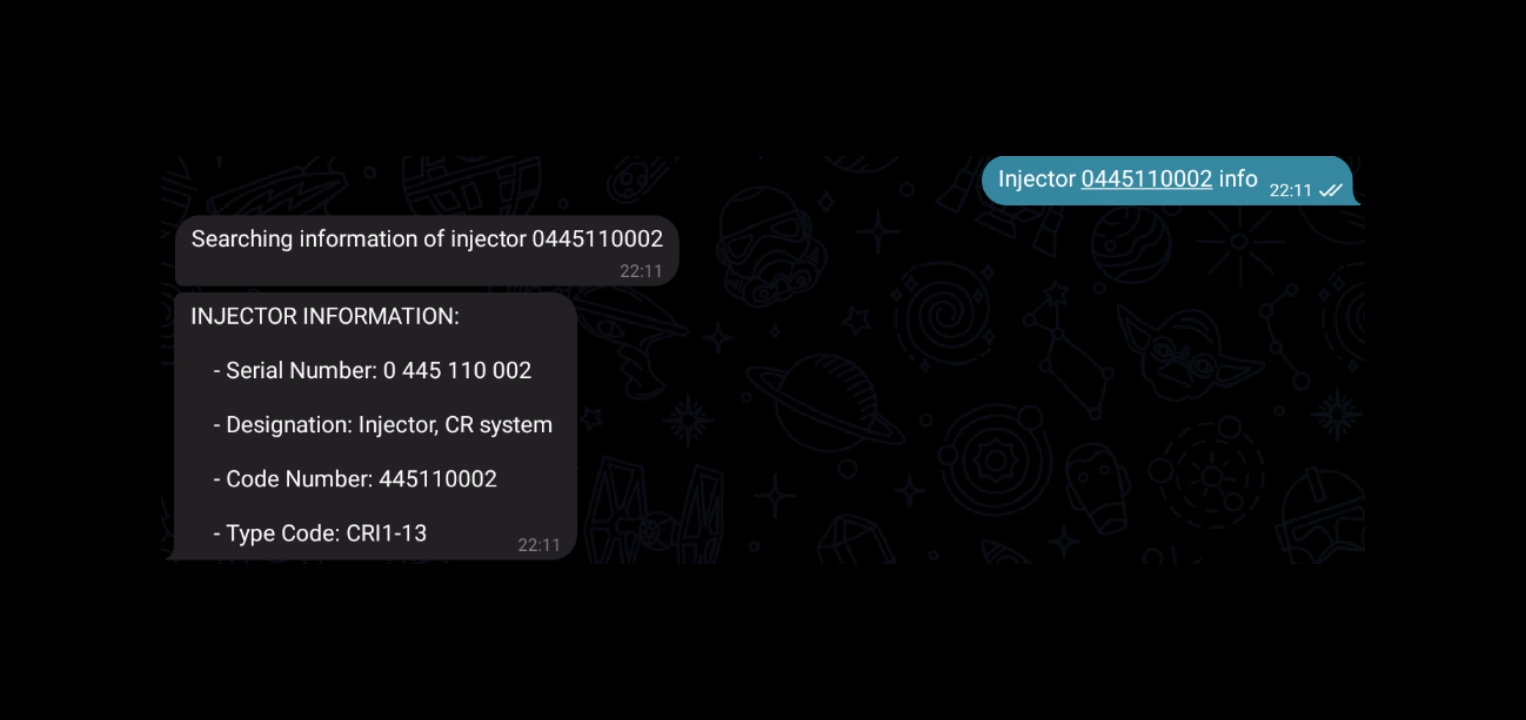 Injector 0445110002 info 22:11
Searching information of injector 0445110002
22:11
INJECTOR INFORMATION:
- Serial Number: 0 445 110 002
- Designation: Injector, CR system
- Code Number: 445110002
- Type Code: CRI1-13
22:11